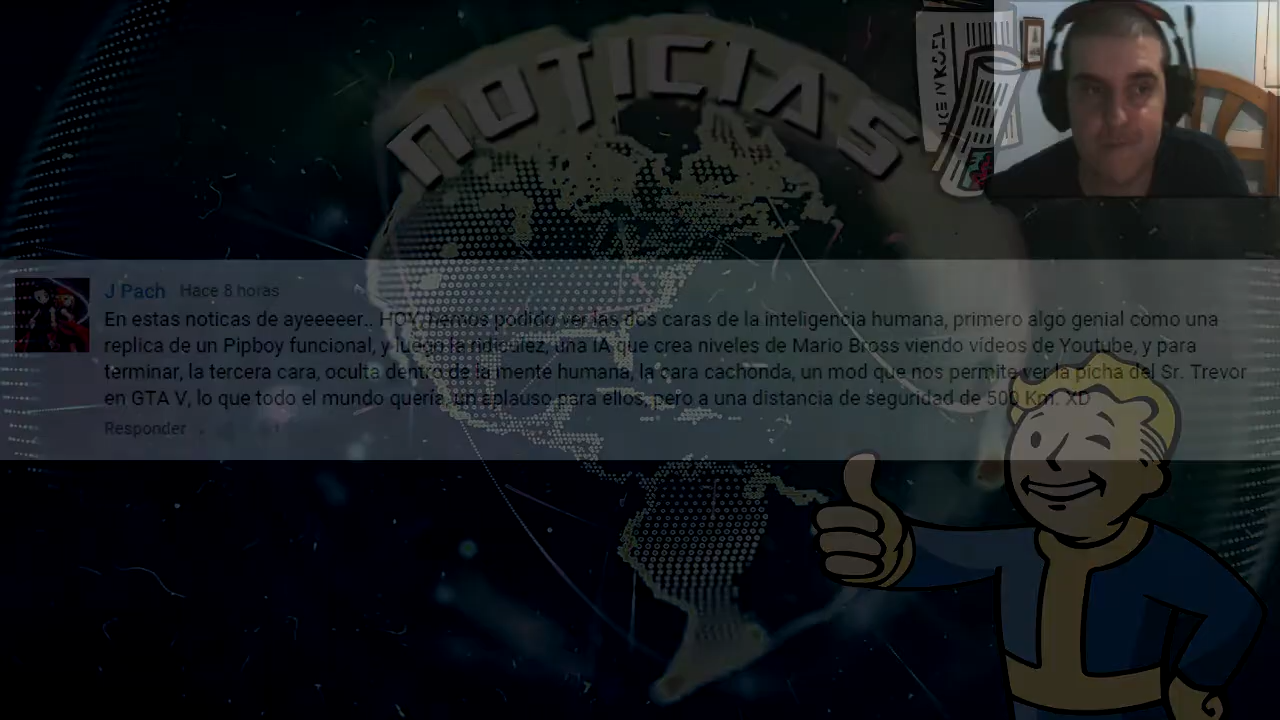 NOTICIAS
J Pach Hace 8 horas
En estas noticas de ayeeeeer.. HOY hemos podido ver las dos caras de la inteligencia humana, primero algo genial como una
replica de un Pipboy funcional, y luego la ridiculez, una IA que crea niveles de Mario Bross viendo vídeos de Youtube, y para
terminar, la tercera cara, oculta dentro de la mente humana, la cara cachonda, un mod que nos permite ver la picha del Sr. Trevor
en GTA V, lo que todo el mundo quería, un aplauso para ellos, pero a una distancia de seguridad de 500 Km. XD
Responder